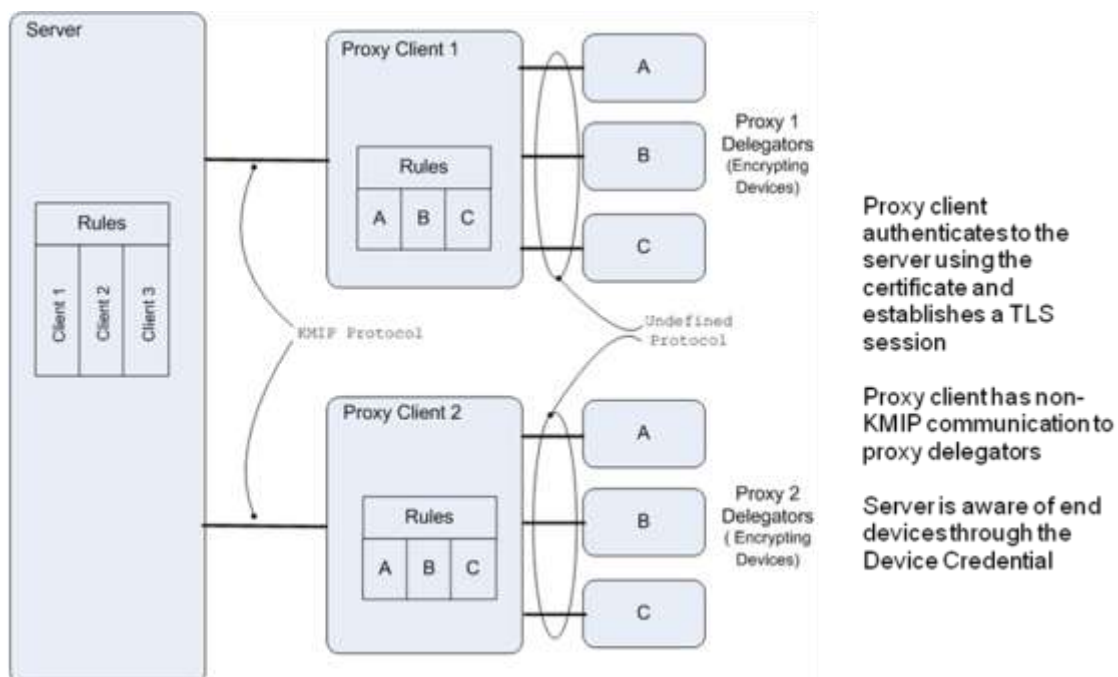 Server
Rules
Client 1
Client 2
Client 3
KMIP Protocol
Proxy Client 1
Rules
A
B
C
A
B
C
Proxy 1
Delegators
(Encrypting
Devices)
Undefined
Protocol
Proxy Client 2
Rules
A
B
C
A
B
C
Proxy 2
Delegators
( Encrypting
Devices)
Proxy client
authenticates to the
server using the
certificate and
establishes a TLS
session
Proxy client has non-
KMIP communication to
proxy delegators
Server is aware of end
devices through the
Device Credential